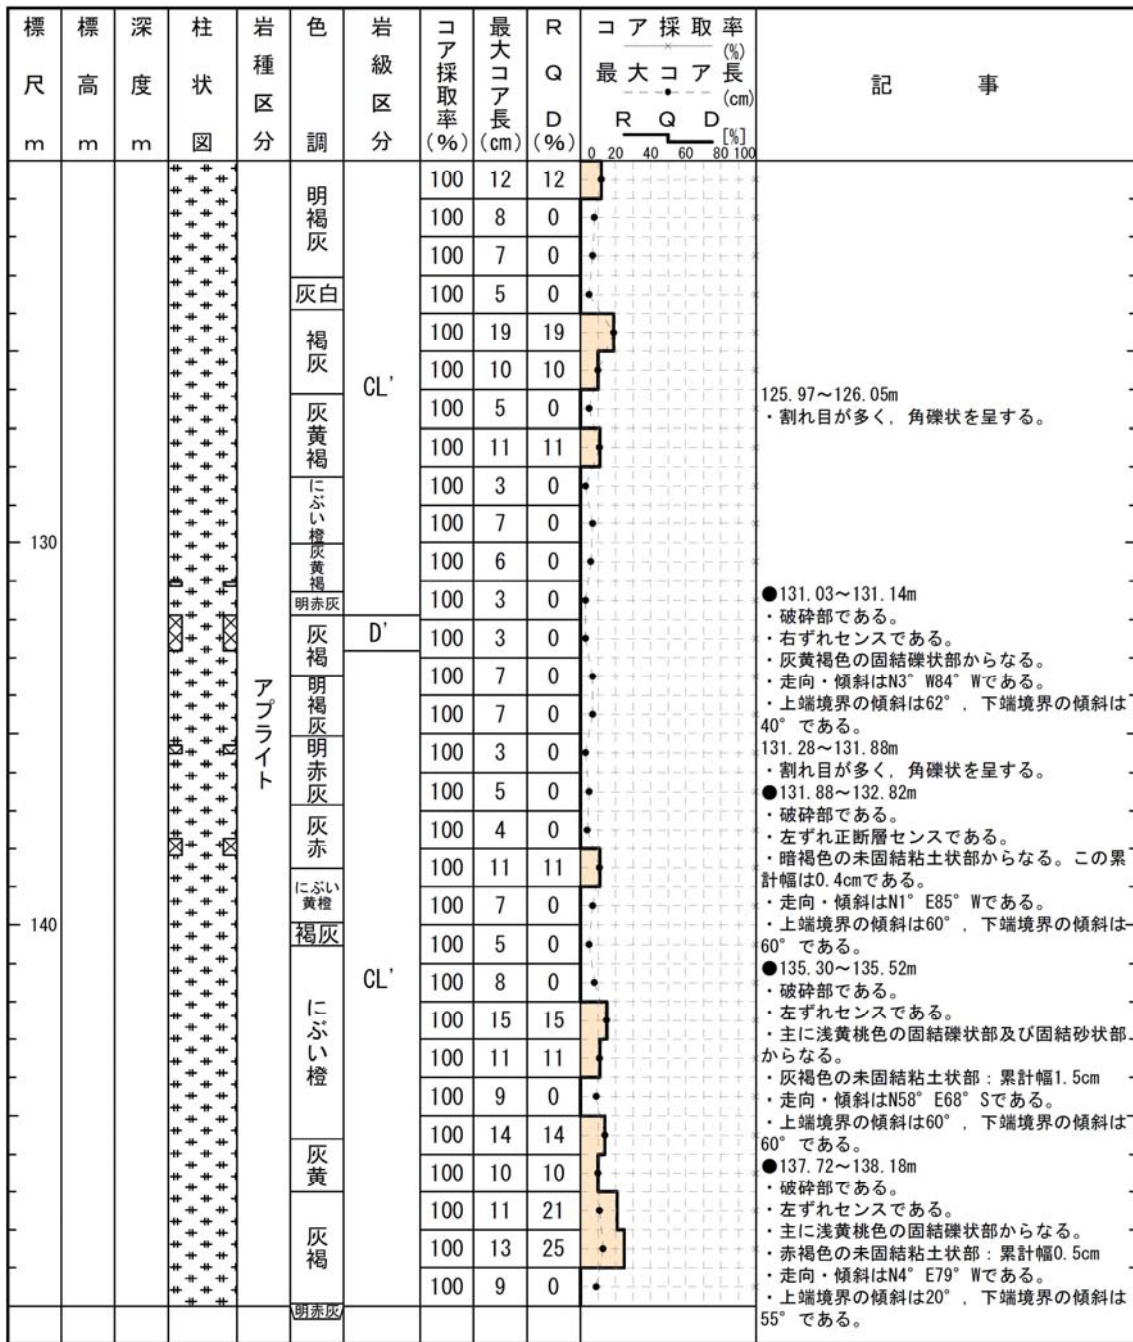 標尺m
標高m
深度m
柱状図
岩種区分
色調
岩級区分
コア採取率(%)
最大コア長(cm)
RQD(%)
コア採取率(%)
最大コア長(cm)
RQD[%]
0 20 40 60 80 100
記事
100 12 12
100 8 0
100 7 0
100 5 0
100 19 19
100 10 10
100 5 0
100 11 11
100 3 0
100 7 0
100 6 0
100 3 0
100 3 0
100 7 0
100 7 0
100 3 0
100 5 0
100 4 0
100 11 11
100 7 0
100 5 0
100 8 0
100 15 15
100 11 11
100 9 0
100 14 14
100 10 10
100 11 21
100 13 25
100 9 0
130
140
アプライト
明褐灰
灰白
褐灰
灰黄褐
にぶい橙
灰黄褐
明赤灰
灰褐
明褐灰
明赤灰
灰赤
にぶい
黄橙
褐灰
にぶい橙
灰黄
灰褐
明赤灰
CL'
D'
CL'
125.97～126.05m
・割れ目が多く，角礫状を呈する。
●131.03～131.14m
・破砕部である。
・右ずれセンスである。
・灰黄褐色の固結礫状部からなる。
・走向・傾斜はN3°W84°Wである。
・上端境界の傾斜は62°，下端境界の傾斜は
40°である。
131.28～131.88m
・割れ目が多く，角礫状を呈する。
●131.88～132.82m
・破砕部である。
・左ずれ正断層センスである。
・暗褐色の未固結粘土状部からなる。この累
計幅は0.4cmである。
・走向・傾斜はN1°E85°Wである。
・上端境界の傾斜は60°，下端境界の傾斜は
60°である。
●135.30～135.52m
・破砕部である。
・左ずれセンスである。
・主に浅黄桃色の固結礫状部及び固結砂状部
からなる。
・灰褐色の未固結粘土状部：累計幅1.5cm
・走向・傾斜はN58°E68°Sである。
・上端境界の傾斜は60°，下端境界の傾斜は
60°である。
●137.72～138.18m
・破砕部である。
・左ずれセンスである。
・主に浅黄桃色の固結礫状部からなる。
・赤褐色の未固結粘土状部：累計幅0.5cm
・走向・傾斜はN4°E79°Wである。
・上端境界の傾斜は20°，下端境界の傾斜は
55°である。